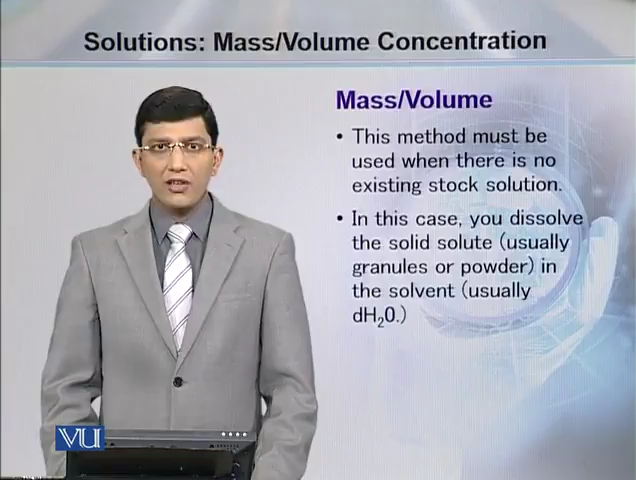 Solutions: Mass/Volume Concentration
Mass/Volume
• This method must be
used when there is no
existing stock solution.
• In this case, you dissolve
the solid solute (usually
granules or powder) in
the solvent (usually
dH₂0.)
VU